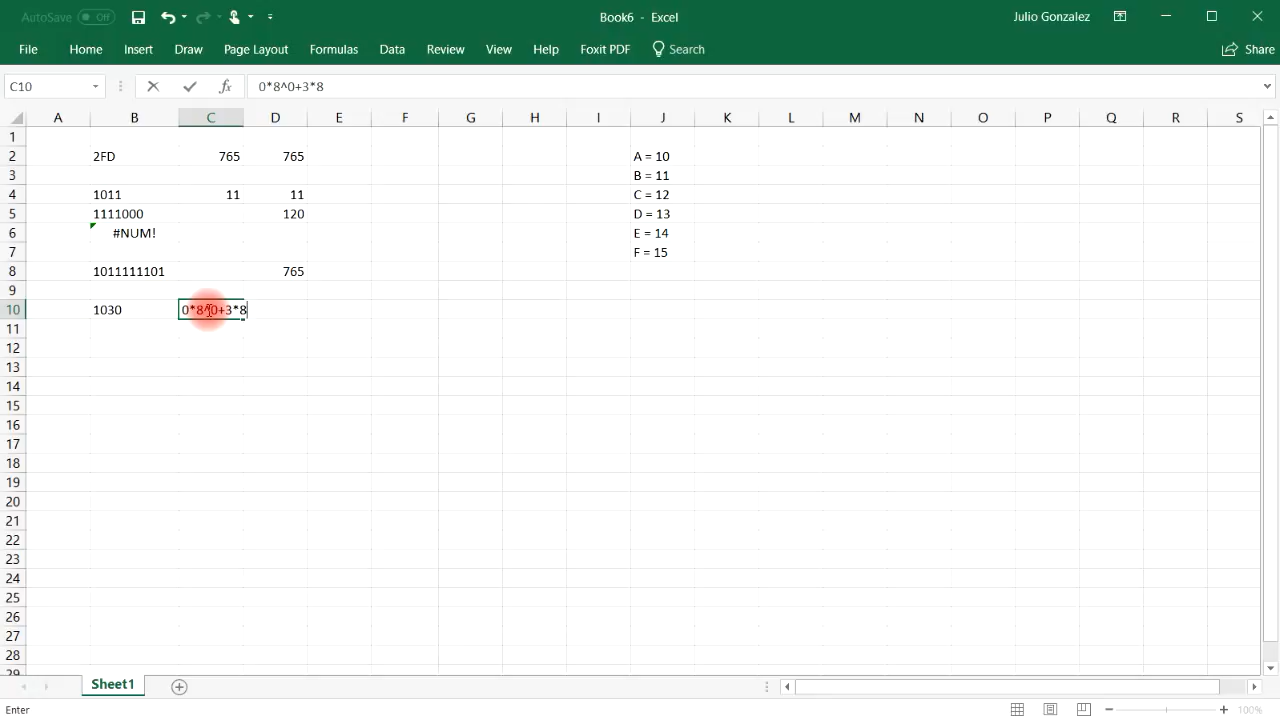 AutoSave Off Book6 - Excel Julio Gonzalez
File Home Insert Draw Page Layout Formulas Data Review View Help Foxit PDF Search Share
C10 fx 0*8^0+3*8
A B C D E F G H I J K L M N O P Q R S
1
2 2FD 765 765 A = 10
3 B = 11
4 1011 11 11 C = 12
5 1111000 120 D = 13
6 #NUM! E = 14
7 F = 15
8 1011111101 765
9
10 1030 0*8^0+3*8
11
12
13
14
15
16
17
18
19
20
21
22
23
24
25
26
27
28
29
Sheet1
Enter 100%